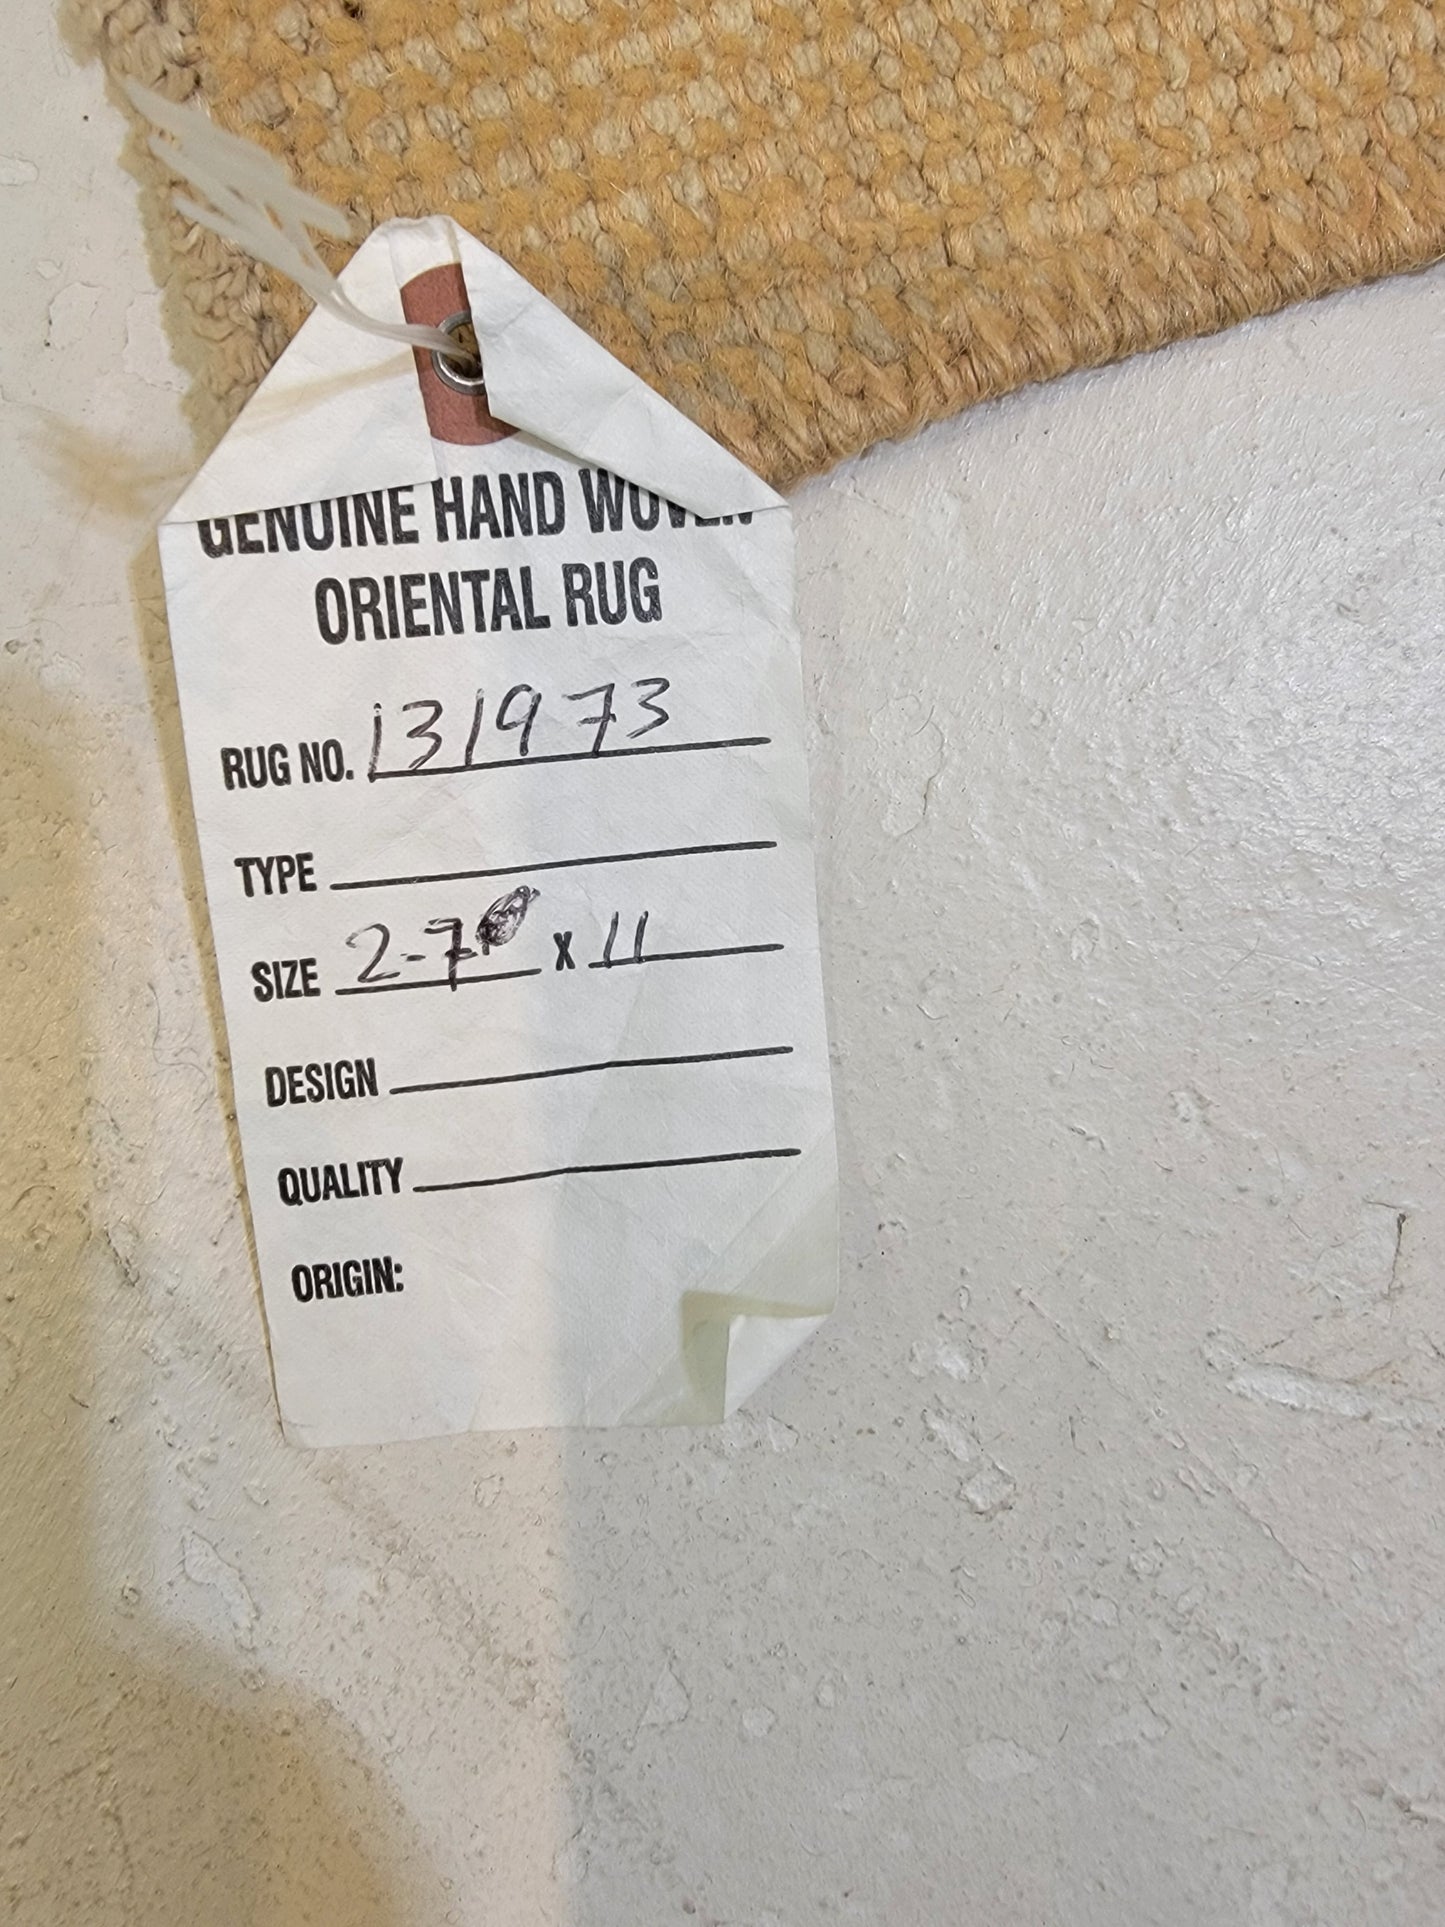 GENUINE HAND WOVEN
ORIENTAL RUG
RUG NO. 131973
TYPE
SIZE 2-7 X 11
DESIGN
QUALITY
ORIGIN: